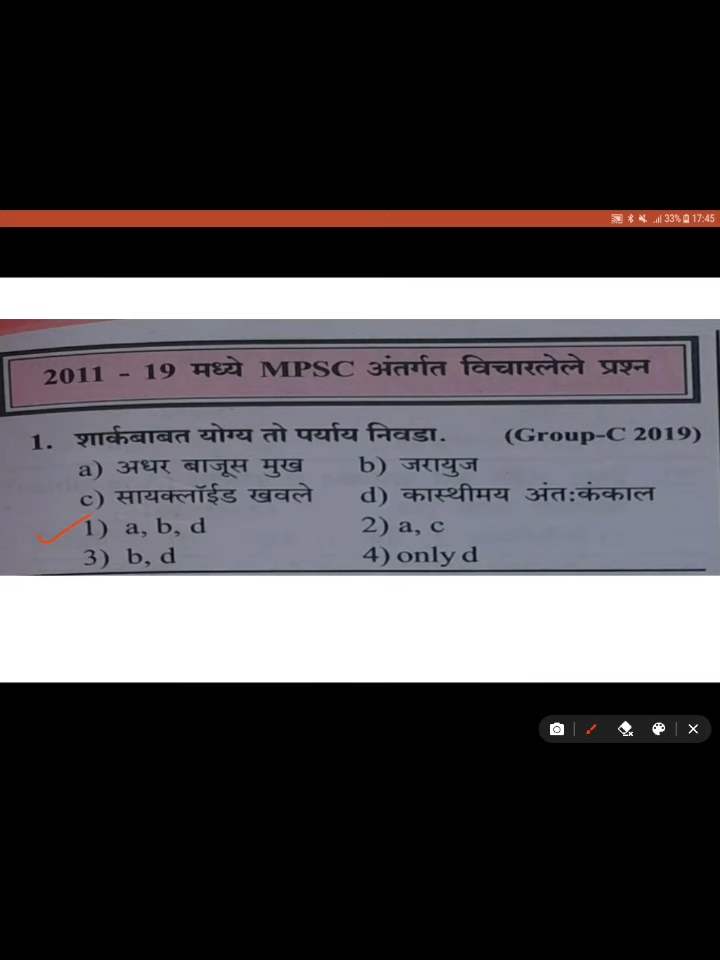 33% 17:45
2011 - 19 मध्ये MPSC अंतर्गत विचारलेले प्रश्न
1. शार्कबाबत योग्य तो पर्याय निवडा. (Group-C 2019)
a) अधर बाजूस मुख b) जरायुज
c) सायक्लॉईड खवले d) कास्थीमय अंतःकंकाल
1) a, b, d 2) a, c
3) b, d 4) only d